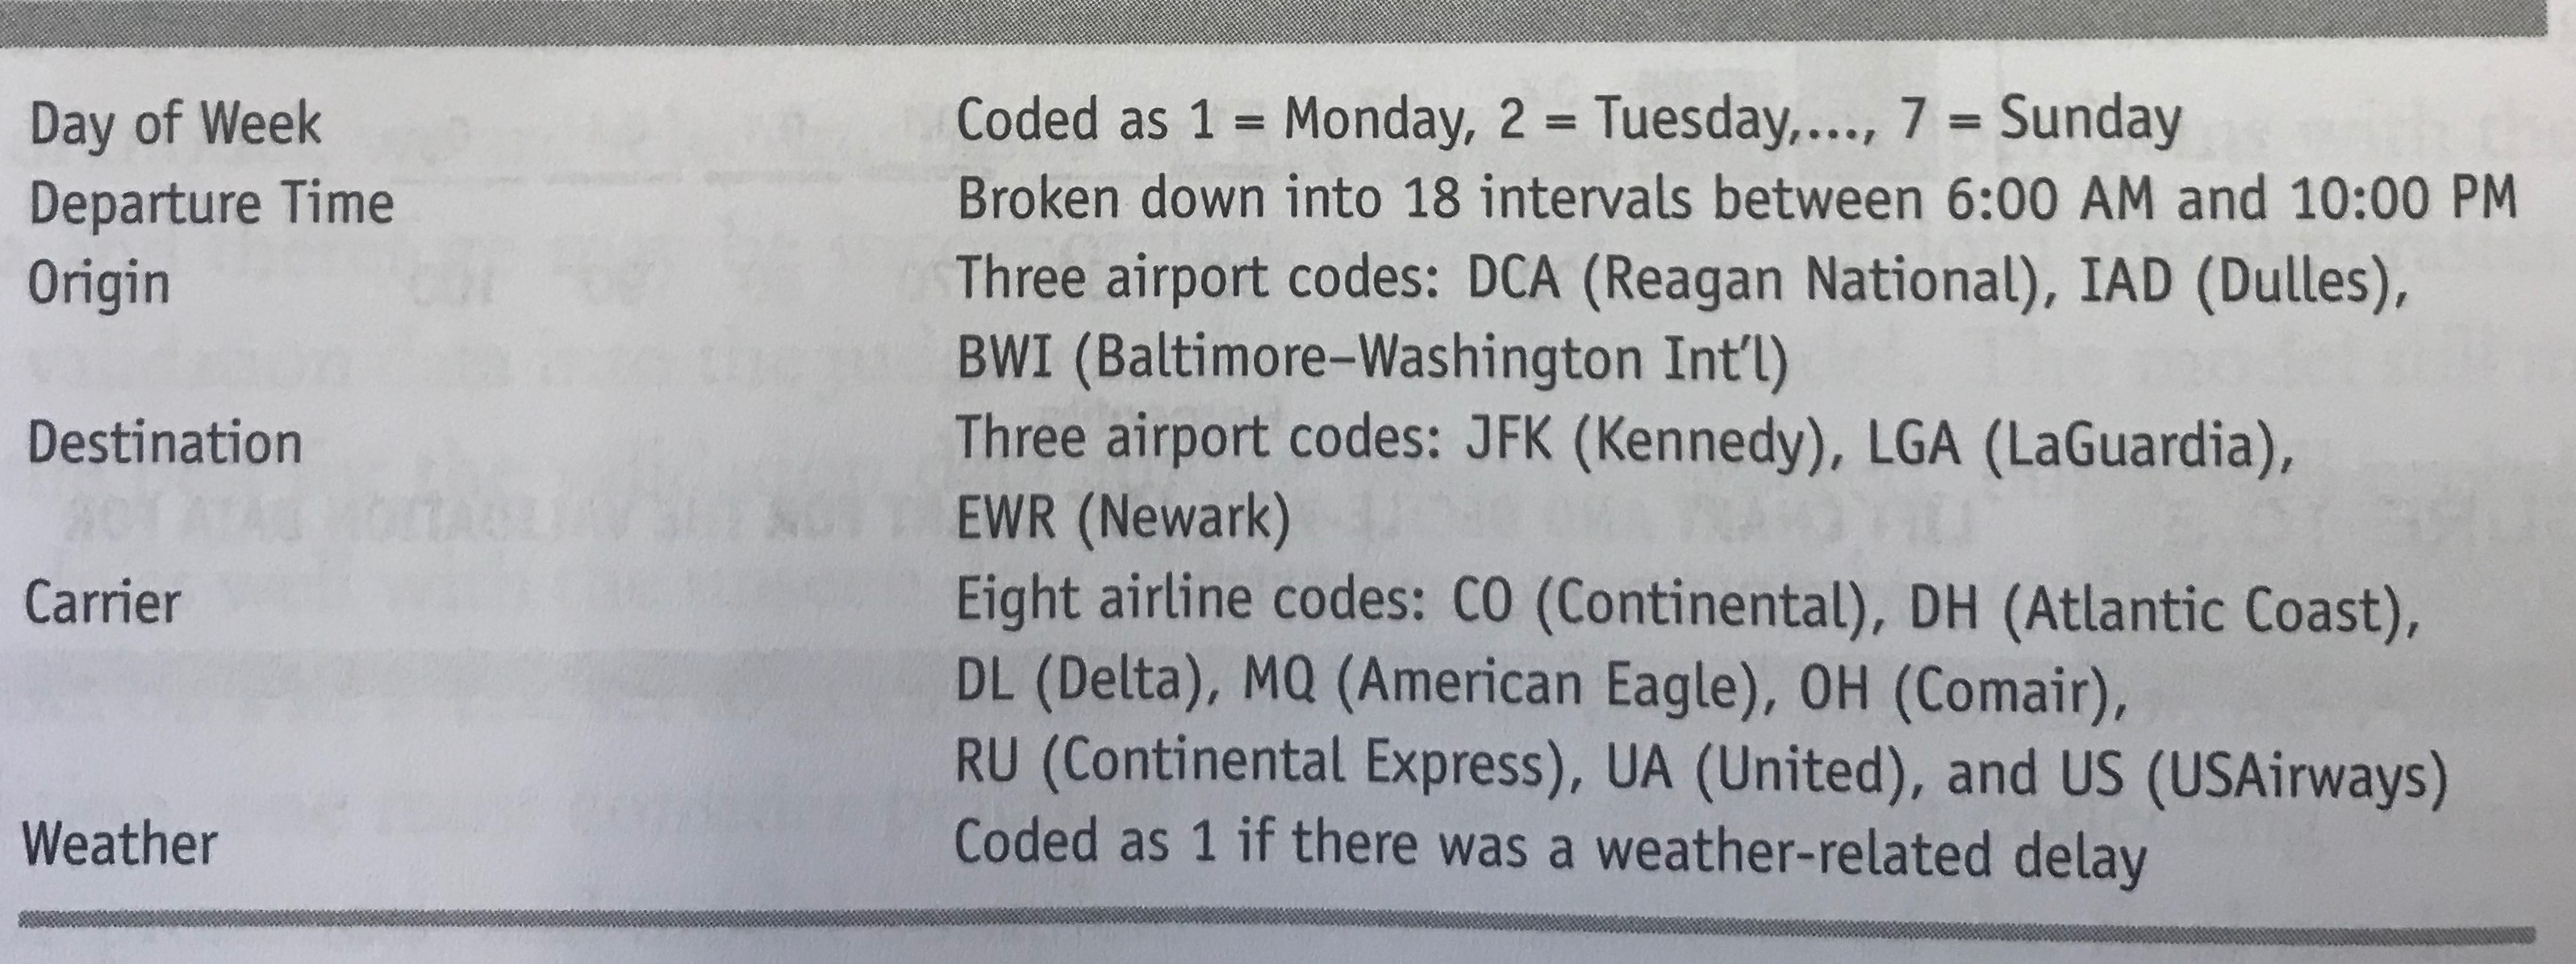 Day of Week Coded as 1 = Monday, 2 = Tuesday,..., 7 = Sunday
Departure Time Broken down into 18 intervals between 6:00 AM and 10:00 PM
Origin Three airport codes: DCA (Reagan National), IAD (Dulles),
BWI (Baltimore–Washington Int'l)
Destination Three airport codes: JFK (Kennedy), LGA (LaGuardia),
EWR (Newark)
Carrier Eight airline codes: CO (Continental), DH (Atlantic Coast),
DL (Delta), MQ (American Eagle), OH (Comair),
RU (Continental Express), UA (United), and US (USAirways)
Weather Coded as 1 if there was a weather-related delay